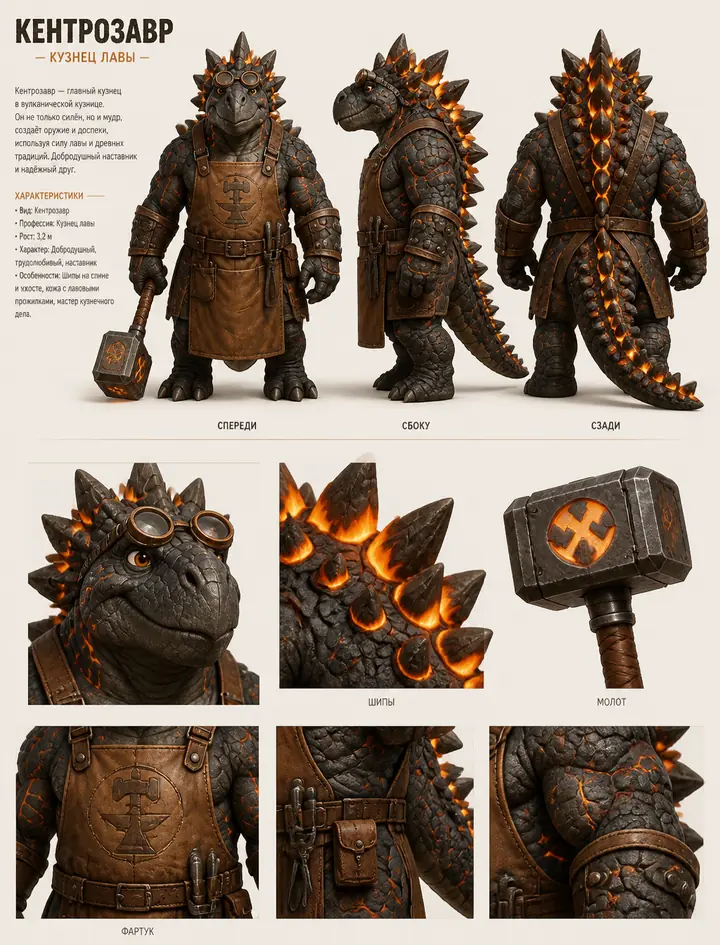 КЕНТРОЗАВР
— КУЗНЕЦ ЛАВЫ —
Кентрозавр — главный кузнец
в вулканической кузнице.
Он не только силён, но и мудр,
создаёт оружие и доспехи,
используя силу лавы и древних
традиций. Добродушный наставник
и надёжный друг.
ХАРАКТЕРИСТИКИ
• Вид: Кентрозавр
• Профессия: Кузнец лавы
• Рост: 3,2 м
• Характер: Добродушный,
трудолюбивый, наставник
• Особенности: Шипы на спине
и хвосте, кожа с лавовыми
прожилками, мастер кузнечного
дела.
СПЕРЕДИ
СБОКУ
СЗАДИ
ШИПЫ
МОЛОТ
ФАРТУК